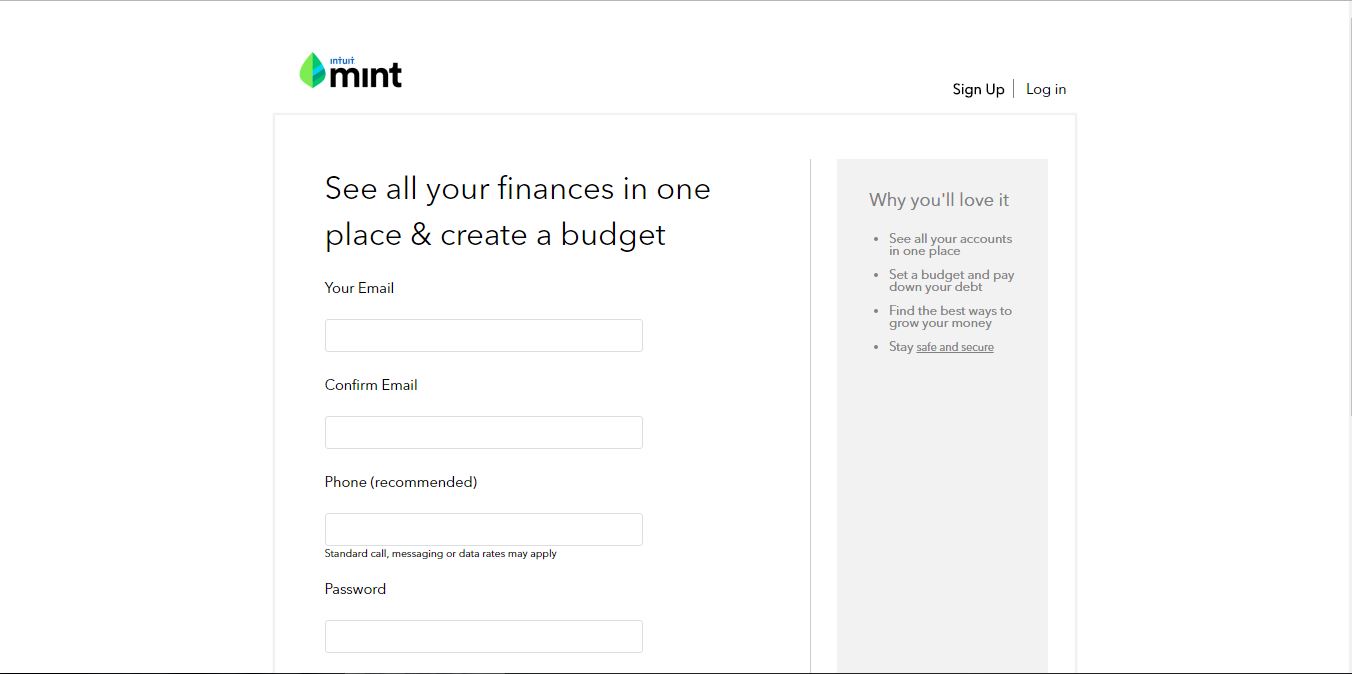 intuit
mint
Sign Up
Log in
See all your finances in one
place & create a budget
Your Email
Confirm Email
Phone (recommended)
Standard call, messaging or data rates may apply
Password
Why you'll love it
• See all your accounts
in one place
• Set a budget and pay
down your debt
• Find the best ways to
grow your money
• Stay safe and secure